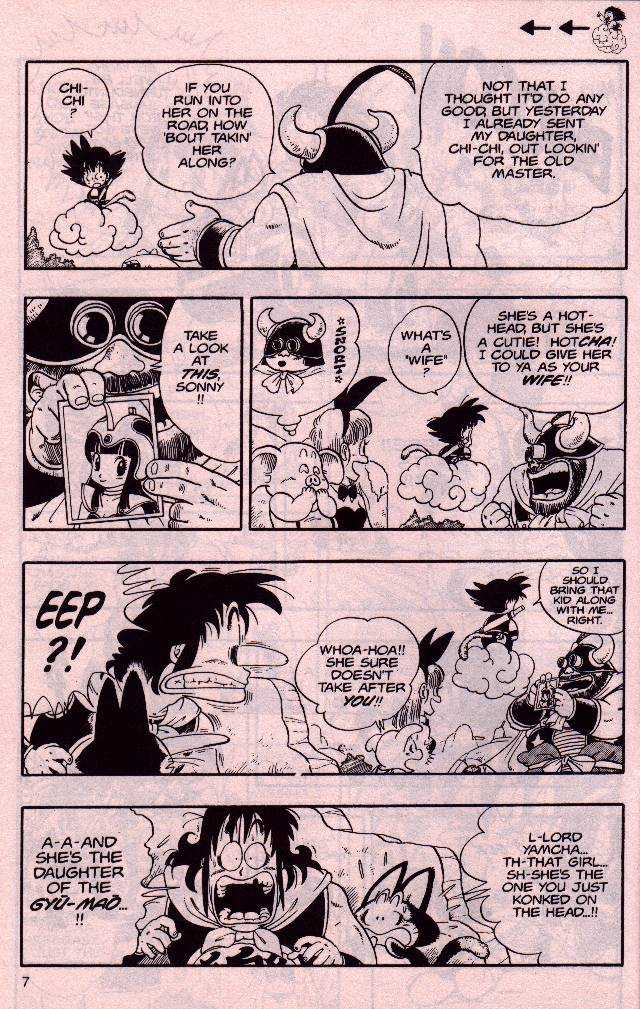 NOT THAT I
THOUGHT IT'D DO ANY
GOOD, BUT YESTERDAY
I ALREADY SENT
MY DAUGHTER,
CHI-CHI, OUT LOOKIN'
FOR THE OLD
MASTER.
IF YOU
RUN INTO
HER ON THE
ROAD, HOW
'BOUT TAKIN'
HER
ALONG?
CHI-
CHI
?
SHE'S A HOT-
HEAD, BUT SHE'S
A CUTIE! HOTCHA!
I COULD GIVE HER
TO YA AS YOUR
WIFE!!
WHAT'S
A
"WIFE"
?
*SNORT*
TAKE
A LOOK
AT
THIS,
SONNY
!!
SO I
SHOULD
BRING THAT
KID ALONG
WITH ME...
RIGHT.
WHOA-HOA!!
SHE SURE
DOESN'T
TAKE AFTER
YOU!!
EEP
?!
L-LORD
YAMCHA...
TH-THAT GIRL...
SH-SHE'S THE
ONE YOU JUST
KONKED ON
THE HEAD...!!
A-A-AND
SHE'S THE
DAUGHTER
OF THE
GYŪ-MAŌ...
!!
7